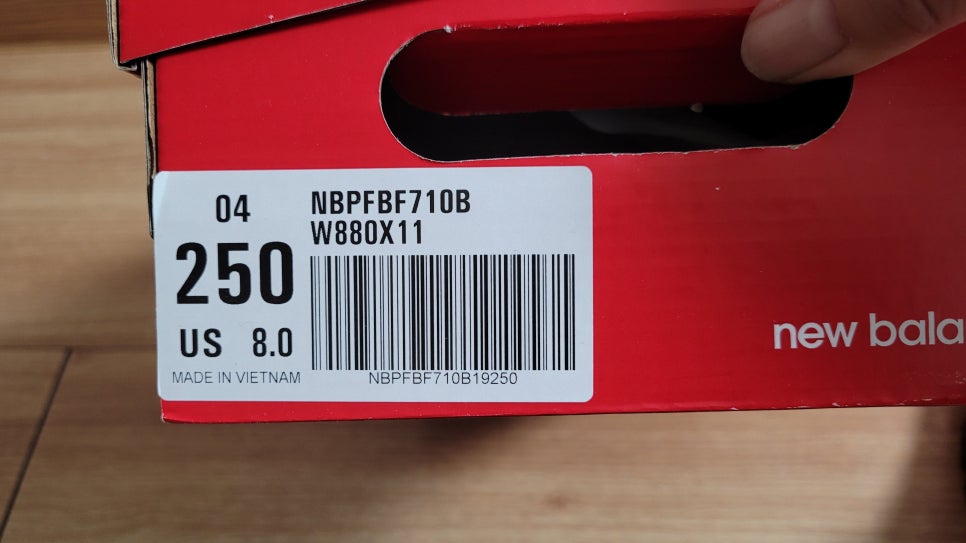 04
250
US 8.0
MADE IN VIETNAM
NBPFBF710B
W880X11
NBPFBF710B19250
new bala